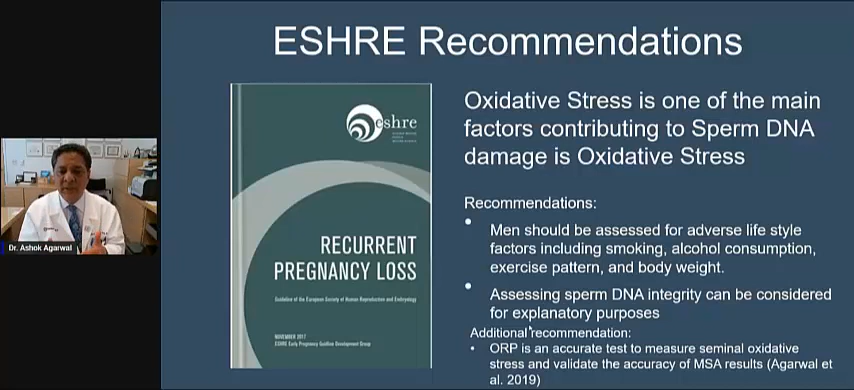 ESHRE Recommendations
eshre
RECURRENT
PREGNANCY LOSS
Guideline of the European Society of Human Reproduction and Embryology
NOVEMBER 2017
ESHRE Early Pregnancy Guideline Development Group
Oxidative Stress is one of the main
factors contributing to Sperm DNA
damage is Oxidative Stress
Recommendations:
• Men should be assessed for adverse life style
factors including smoking, alcohol consumption,
exercise pattern, and body weight.
• Assessing sperm DNA integrity can be considered
for explanatory purposes
Additional recommendation:
• ORP is an accurate test to measure seminal oxidative
stress and validate the accuracy of MSA results (Agarwal et
al. 2019)
Dr. Ashok Agarwal